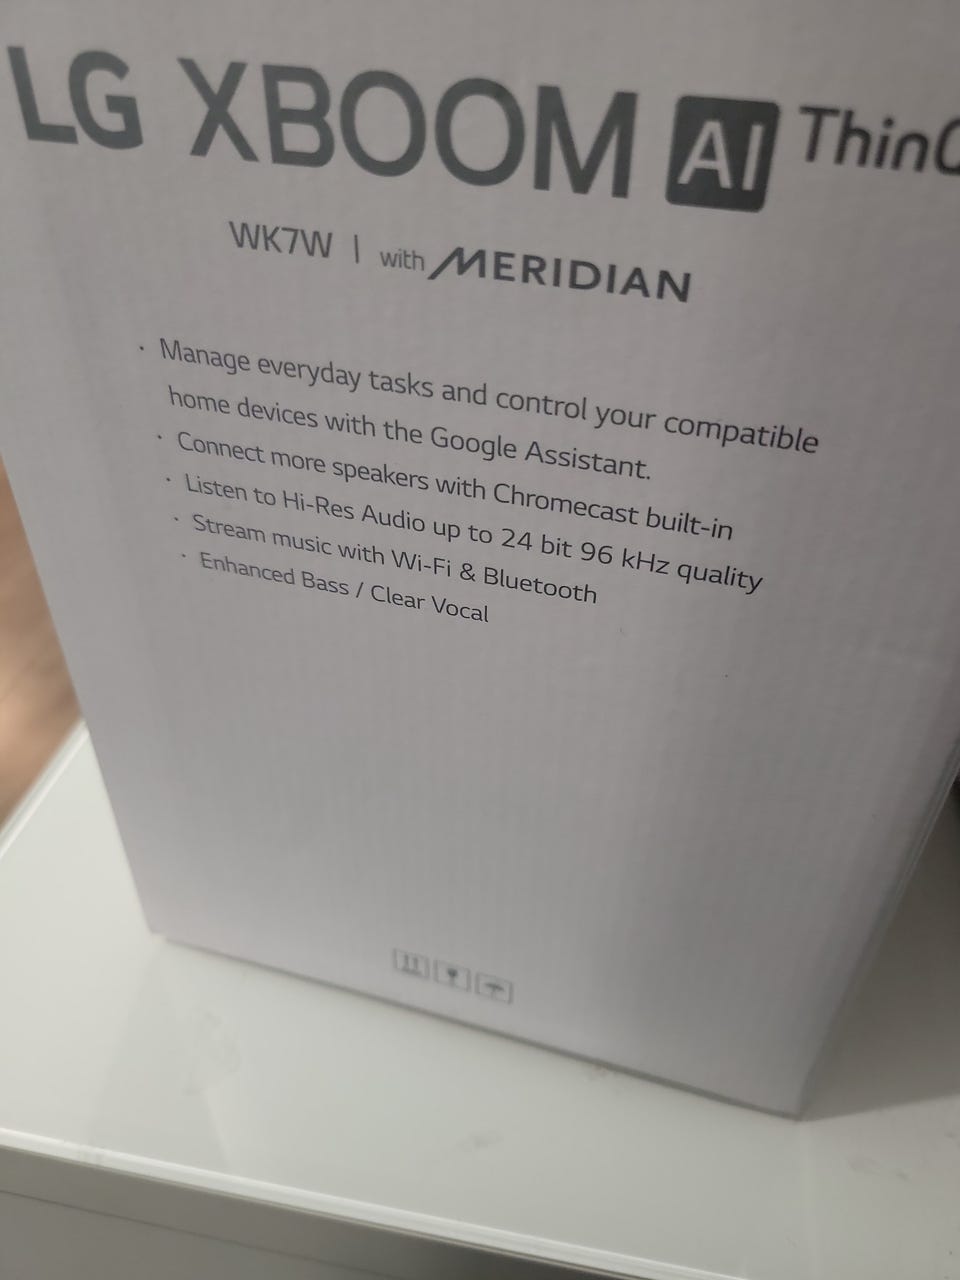 LG XBOOM AI ThinQ
WK7W | with MERIDIAN
· Manage everyday tasks and control your compatible
home devices with the Google Assistant.
· Connect more speakers with Chromecast built-in
· Listen to Hi-Res Audio up to 24 bit 96 kHz quality
· Stream music with Wi-Fi & Bluetooth
· Enhanced Bass / Clear Vocal